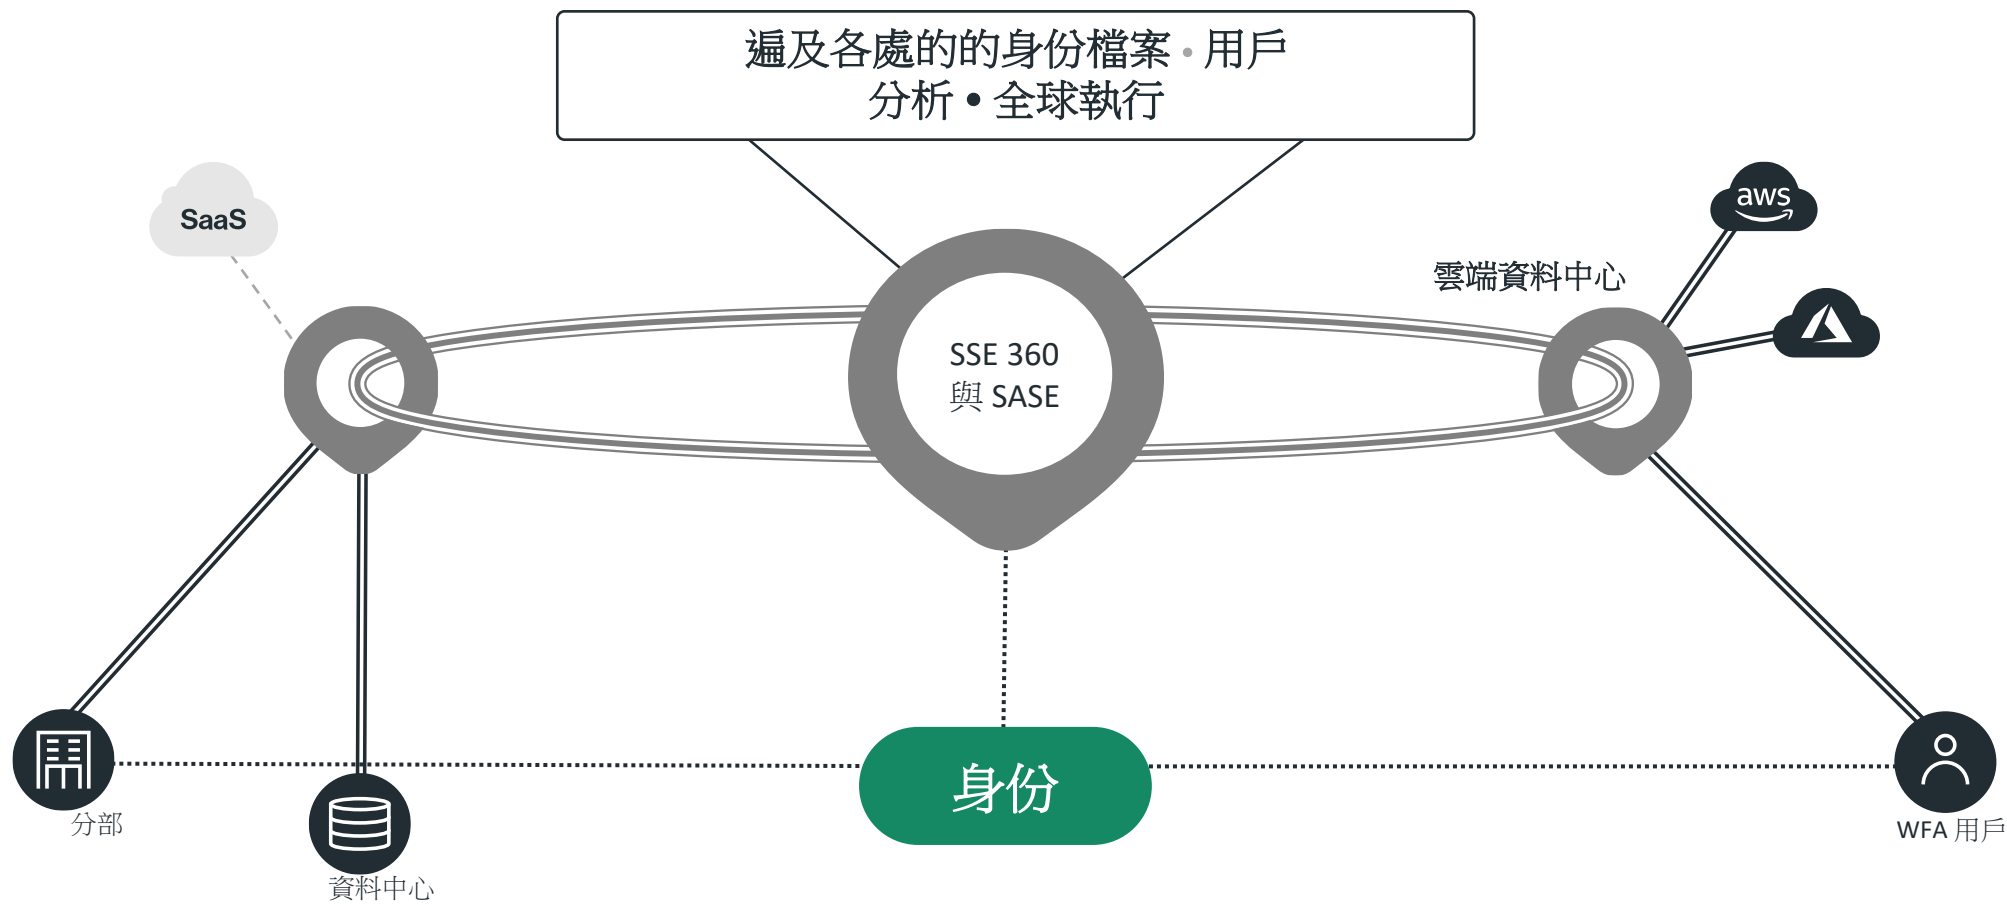 遍及各處的的身份檔案 • 用戶
分析 • 全球執行
SaaS
aws
雲端資料中心
SSE 360
與 SASE
身份
分部
資料中心
WFA 用戶